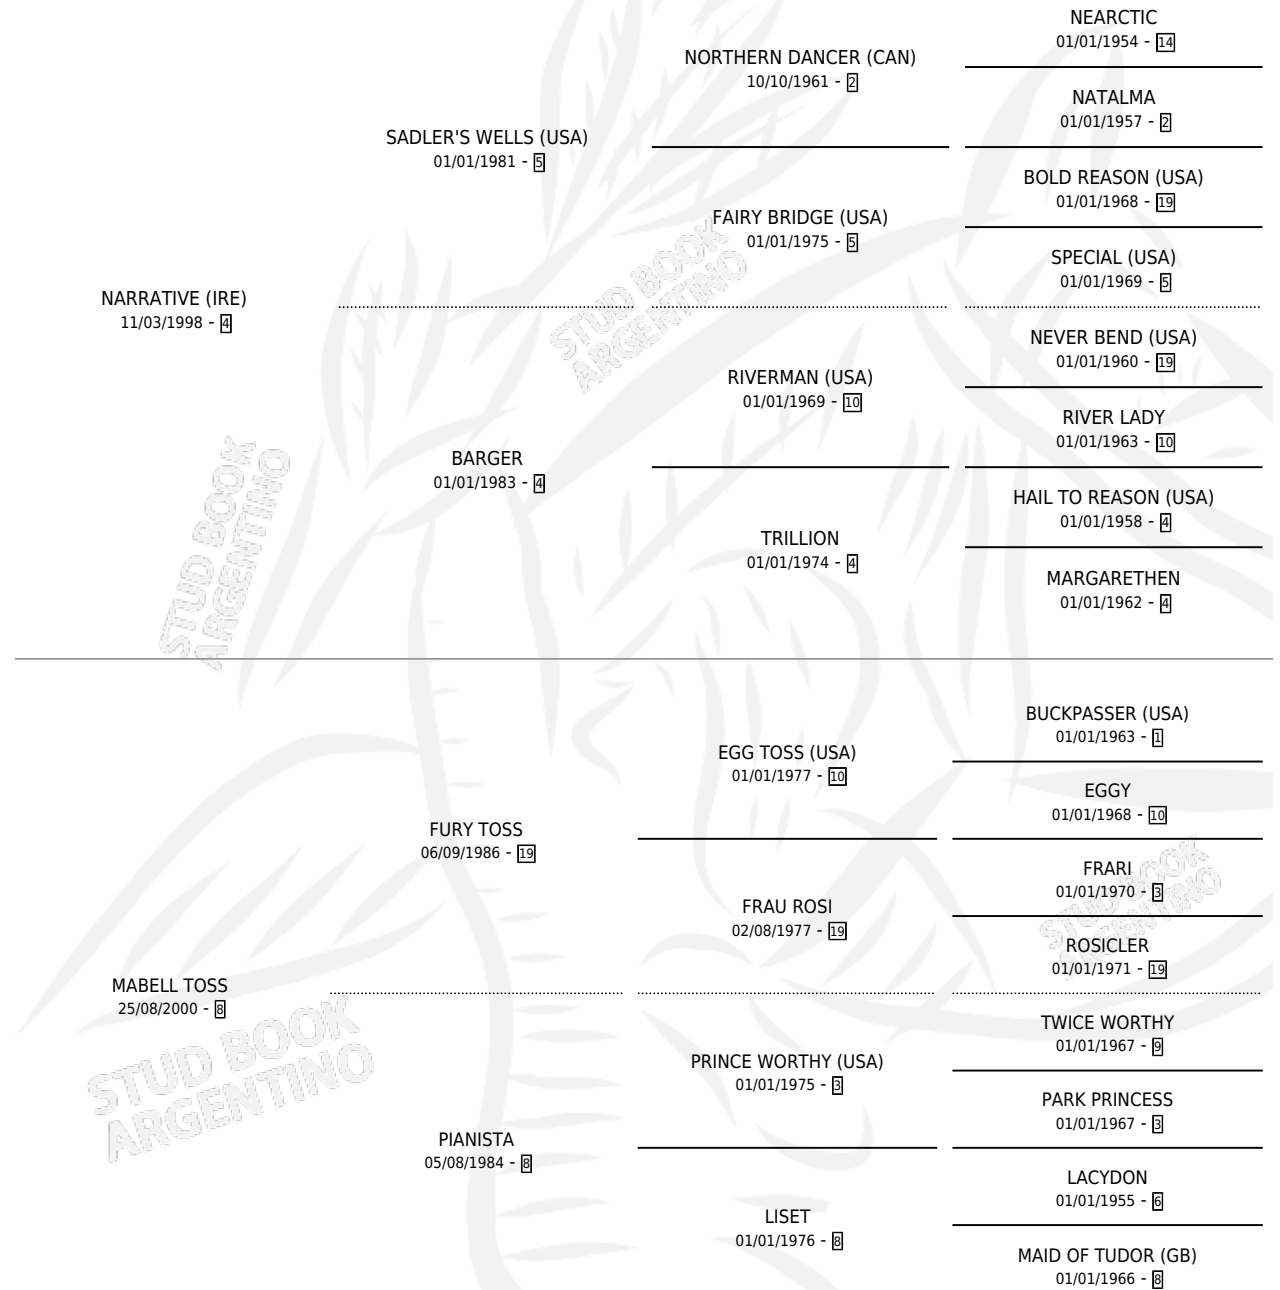 NEARCTIC
01/01/1954 - 14
NORTHERN DANCER (CAN)
10/10/1961 - 2
NATALMA
01/01/1957 - 2
SADLER'S WELLS (USA)
01/01/1981 - 5
BOLD REASON (USA)
01/01/1968 - 19
FAIRY BRIDGE (USA)
01/01/1975 - 5
SPECIAL (USA)
01/01/1969 - 5
NARRATIVE (IRE)
11/03/1998 - 4
STUD BOOK
ARGENTINO
NEVER BEND (USA)
01/01/1960 - 19
RIVERMAN (USA)
01/01/1969 - 10
RIVER LADY
01/01/1963 - 10
BARGER
01/01/1983 - 4
HAIL TO REASON (USA)
01/01/1958 - 4
TRILLION
01/01/1974 - 4
MARGARETHEN
01/01/1962 - 4
STUD BOOK
ARGENTINO
BUCKPASSER (USA)
01/01/1963 - 1
EGG TOSS (USA)
01/01/1977 - 10
EGGY
01/01/1968 - 10
FURY TOSS
06/09/1986 - 19
FRARI
01/01/1970 - 3
FRAU ROSI
02/08/1977 - 19
STUD BOOK
ARGENTINO
ROSICLER
01/01/1971 - 19
MABELL TOSS
25/08/2000 - 8
STUD BOOK
ARGENTINO
TWICE WORTHY
01/01/1967 - 9
PRINCE WORTHY (USA)
01/01/1975 - 3
PARK PRINCESS
01/01/1967 - 3
PIANISTA
05/08/1984 - 8
LACYDON
01/01/1955 - 6
LISET
01/01/1976 - 8
MAID OF TUDOR (GB)
01/01/1966 - 8